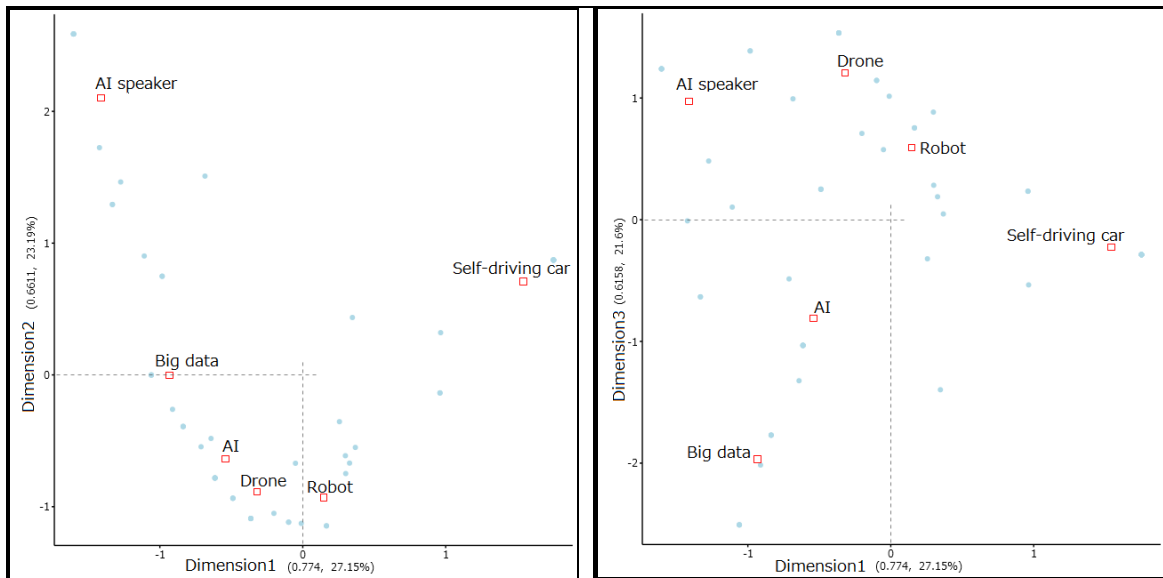 AI speaker
2
1
Self-driving car
Big data
0
AI
Drone
Robot
-1
-1
0
1
Dimension1 (0.774, 27.15%)
Dimension2 (0.6611, 23.19%)
Drone
AI speaker
1
Robot
0
Self-driving car
AI
-1
Big data
-2
-1
0
1
Dimension1 (0.774, 27.15%)
Dimension3 (0.6158, 21.6%)